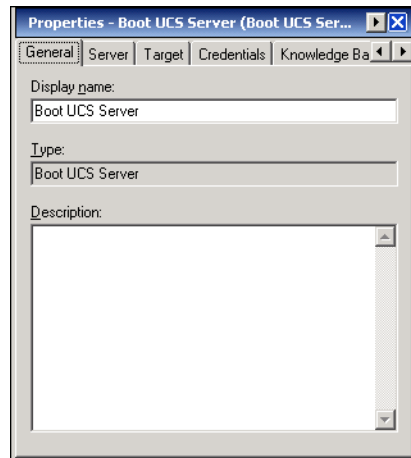 Properties - Boot UCS Server (Boot UCS Ser...
General Server Target Credentials Knowledge Ba
Display name:
Boot UCS Server
Type:
Boot UCS Server
Description: